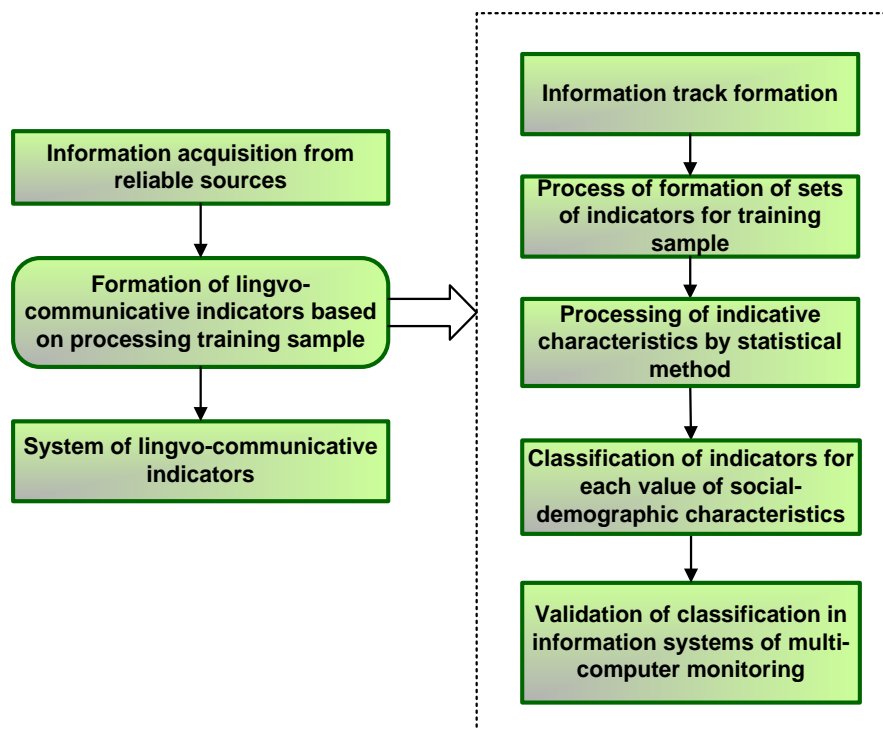 Information acquisition from
reliable sources
Formation of lingvo-
communicative indicators based
on processing training sample
System of lingvo-communicative
indicators
Information track formation
Process of formation of sets
of indicators for training
sample
Processing of indicative
characteristics by statistical
method
Classification of indicators for
each value of social-
demographic characteristics
Validation of classification in
information systems of multi-
computer monitoring